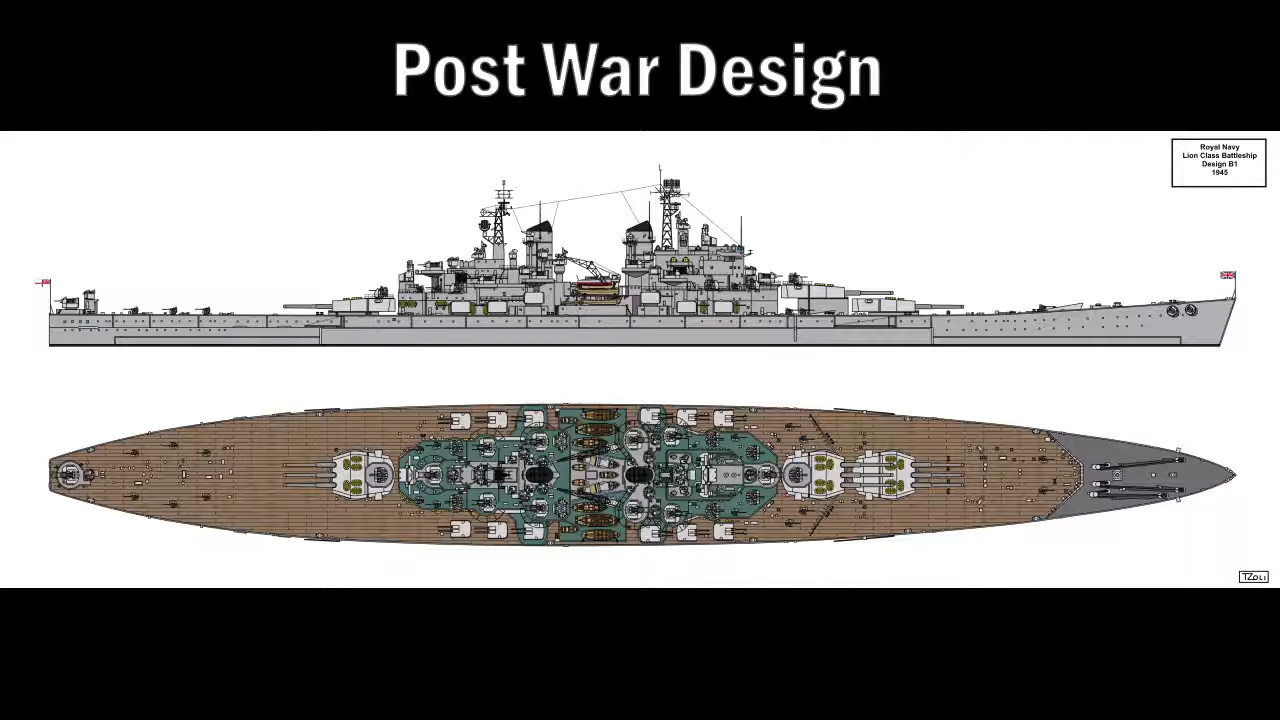 Post War Design
Royal Navy
Lion Class Battleship
Design B1
1945
TZoli